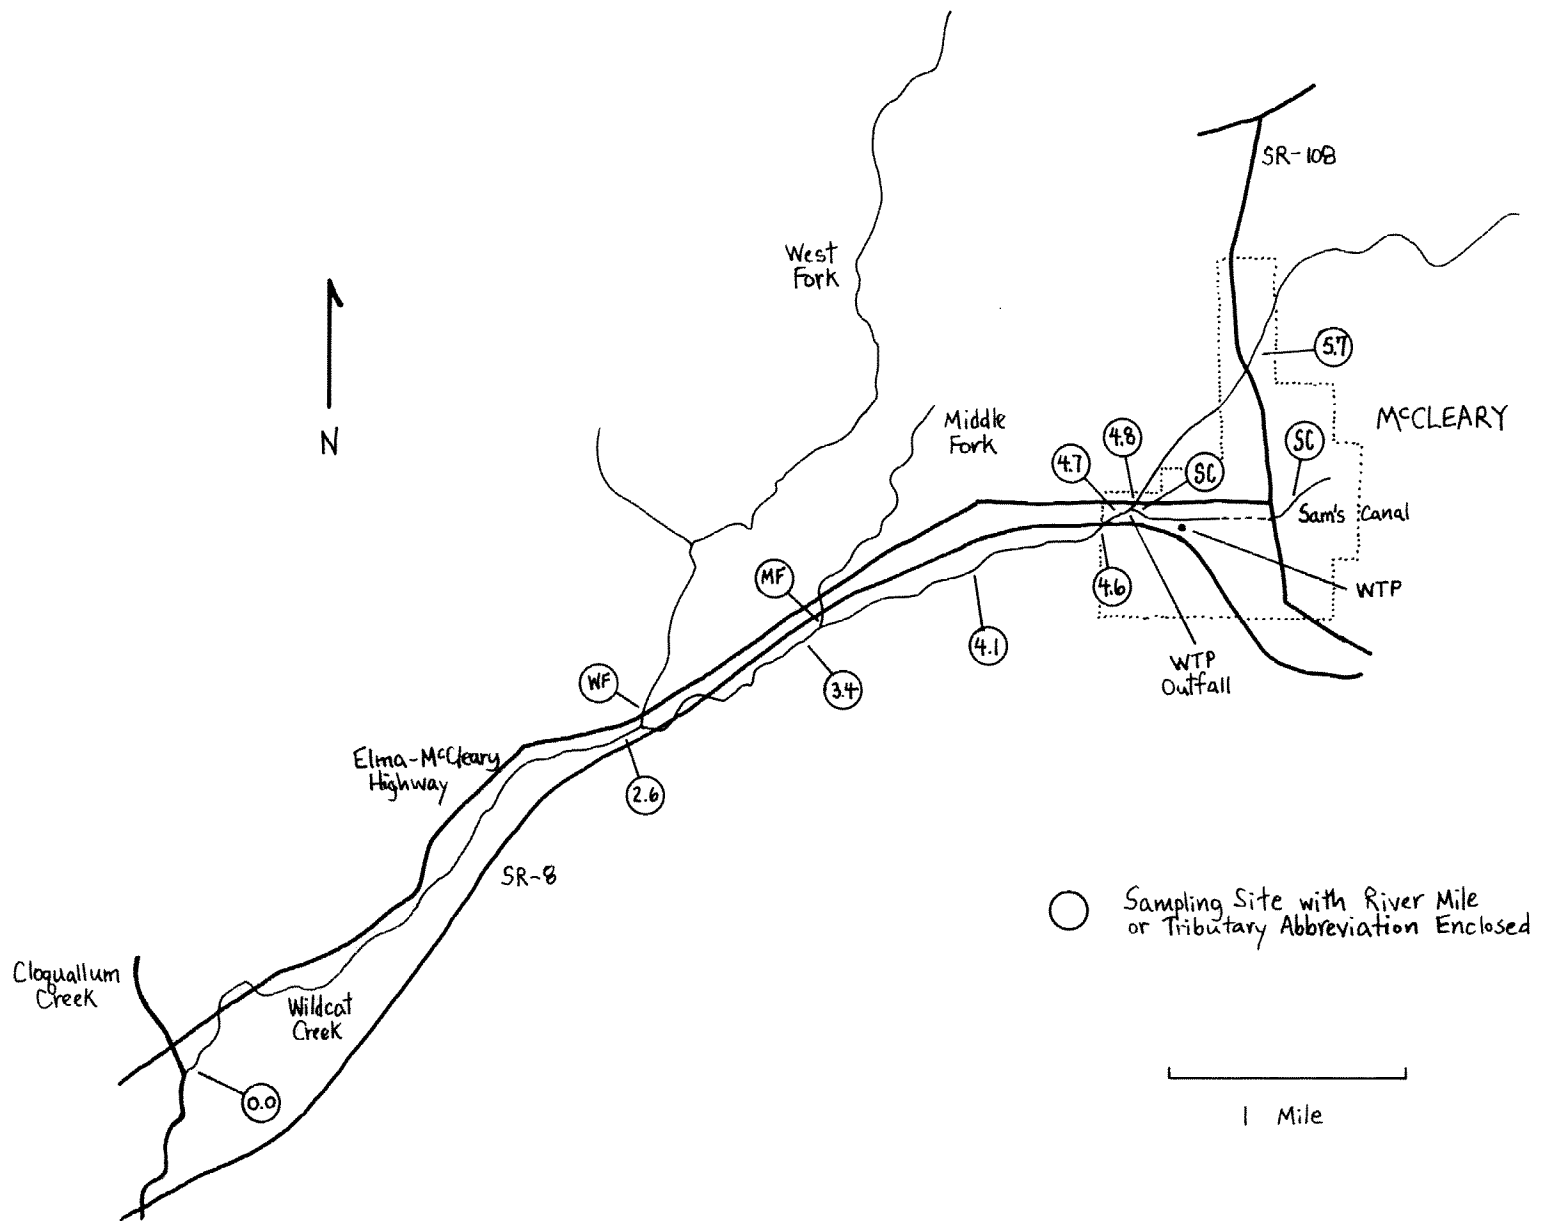 SR-108
West
Fork
5.7
Middle
Fork
McCLEARY
4.8
SC
4.7
SC
Sam's Canal
N
MF
4.6
WTP
4.1
WTP
Outfall
WF
3.4
Elma-McCleary
Highway
2.6
SR-8
Sampling Site with River Mile
or Tributary Abbreviation Enclosed
Cloquallum
Creek
Wildcat
Creek
0.0
1 Mile